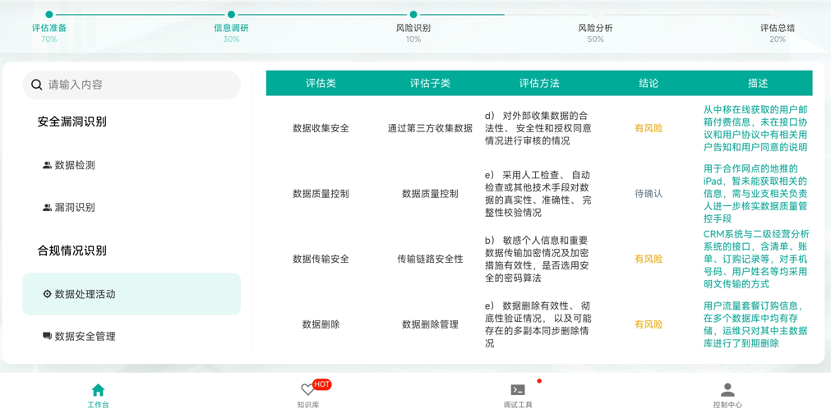 评估准备
信息调研
风险识别
风险分析
评估总结
70%
30%
10%
50%
20%
请输入内容
安全漏洞识别
数据检测
漏洞识别
合规情况识别
数据处理活动
数据安全管理
评估类
评估子类
评估方法
结论
描述
数据收集安全
通过第三方收集数据
d） 对外部收集数据的合
法性、 安全性和授权同意
情况进行审核的情况
有风险
从中移在线获取的用户邮
箱付费信息，未在接口协
议和用户协议中有相关用
户告知和用户同意的说明
数据质量控制
数据质量控制
e） 采用人工检查、 自动
检查或其他技术手段对数
据的真实性、准确性、 完
整性校验情况
待确认
用于合作网点的地推的
iPad，暂未能获取相关的
信息，需与业支相关负责
人进一步核实数据质量管
控手段
数据传输安全
传输链路安全性
b） 敏感个人信息和重要
数据传输加密情况及加密
措施有效性，是否选用安
全的密码算法
有风险
CRM系统与二级经营分析
系统的接口，含清单、账
单、订购记录等，对手机
号码、用户姓名等均采用
明文传输的方式
数据删除
数据删除管理
e） 数据删除有效性、 彻
底性验证情况， 以及可能
存在的多副本同步删除情
况
有风险
用户流量套餐订购信息，
在多个数据库中均有存
储，运维只对其中主数据
库进行了到期删除
工作台
HOT
知识库
调试工具
控制中心